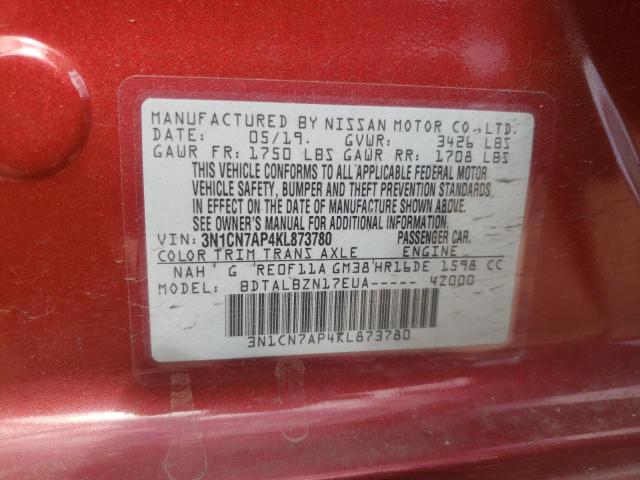 MANUFACTURED BY NISSAN MOTOR CO., LTD.
DATE: 05/19. GVWR: 3426 LBS
GAWR FR: 1750 LBS GAWR RR: 1708 LBS
THIS VEHICLE CONFORMS TO ALL APPLICABLE FEDERAL MOTOR
VEHICLE SAFETY, BUMPER AND THEFT PREVENTION STANDARDS
IN EFFECT ON THE DATE OF MANUFACTURE SHOWN ABOVE.
SEE OWNER'S MANUAL FOR ADDITIONAL INFORMATION.
VIN: 3N1CN7AP4KL873780 PASSENGER CAR.
COLOR TRIM TRANS AXLE ENGINE
NAH ' G ' RE0F11A GM38 ' HR16DE 1598 CC
MODEL: BDTALBZN17EUA----- 4Z000
3N1CN7AP4KL873780